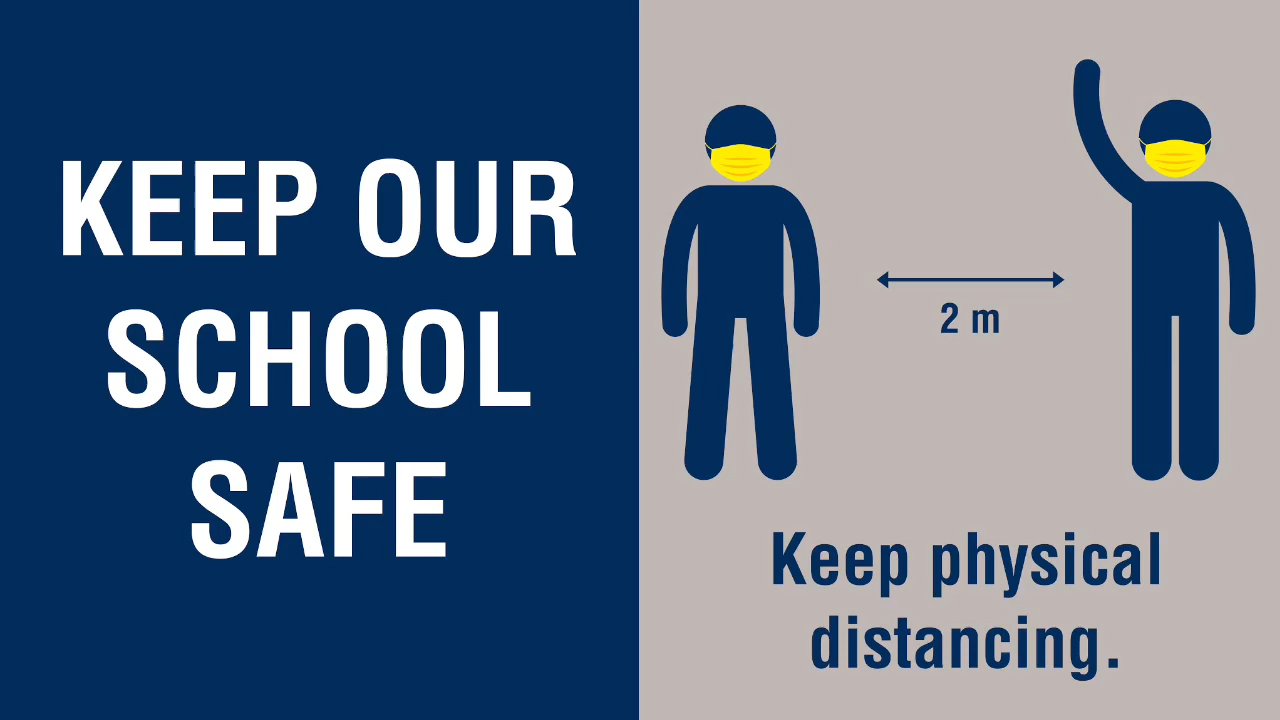 KEEP OUR
SCHOOL
SAFE
2 m
Keep physical
distancing.